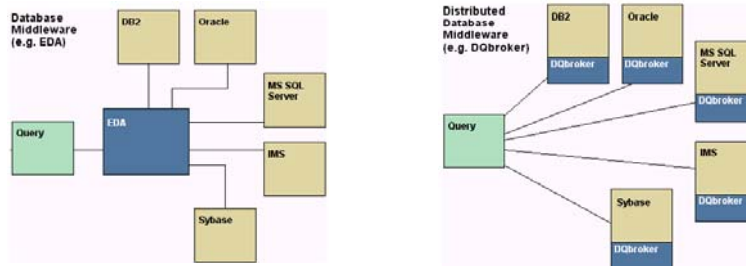 Database
Middleware
(e.g. EDA)
DB2
Oracle
MS SQL
Server
EDA
Query
IMS
Sybase
Distributed
Database
Middleware
(e.g. DQbroker)
DB2
DQbroker
Oracle
DQbroker
MS SQL
Server
DQbroker
Query
IMS
DQbroker
Sybase
DQbroker